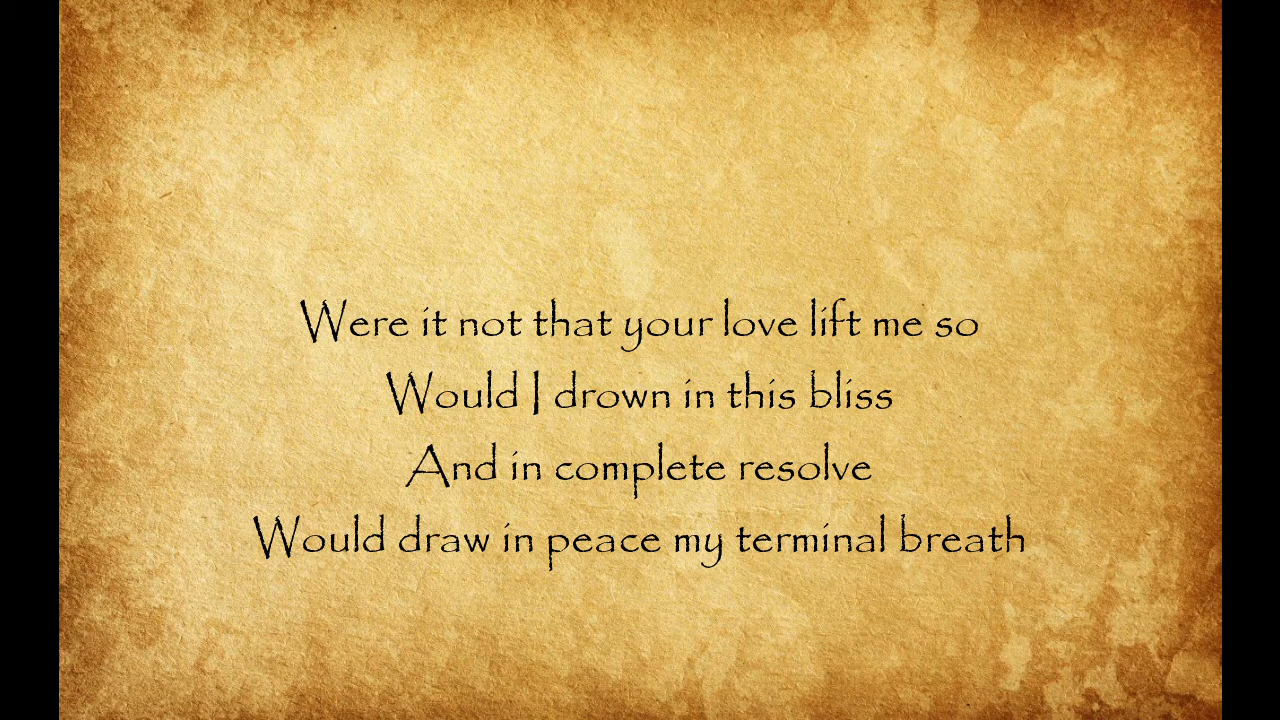 Were it not that your love lift me so
Would I drown in this bliss
And in complete resolve
Would draw in peace my terminal breath